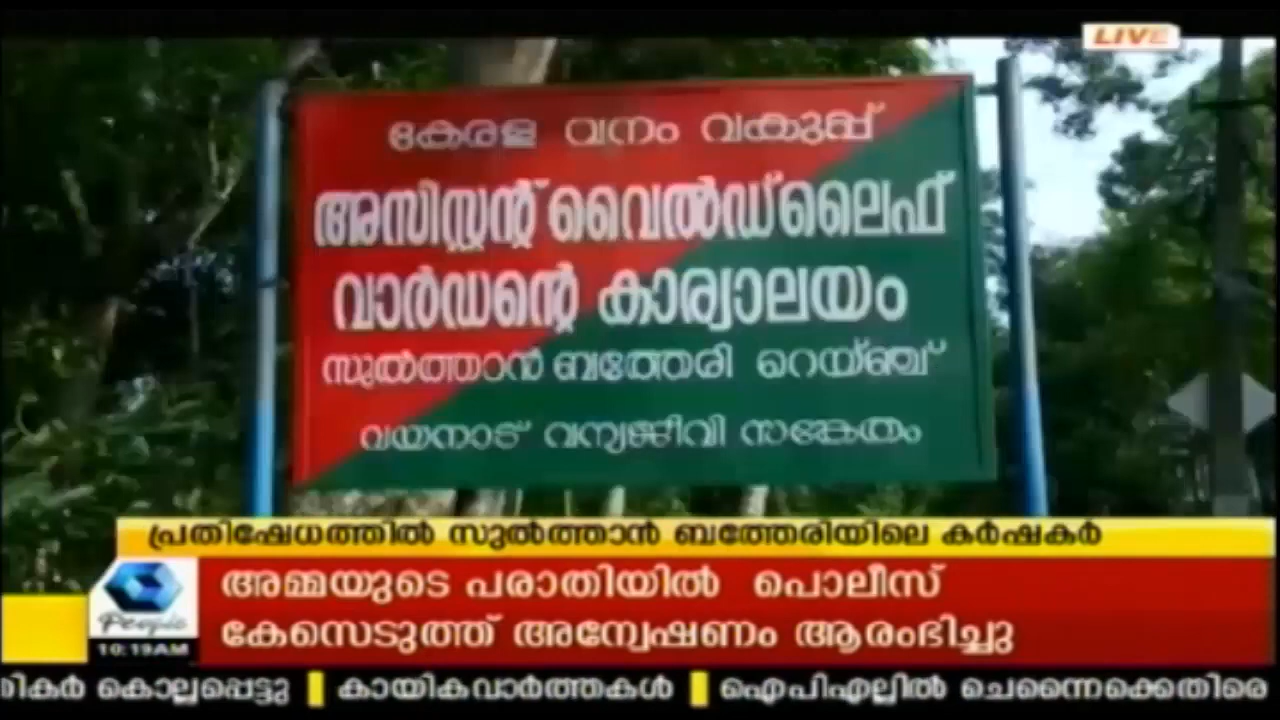 LIVE
കേരള വനം വകുപ്പ്
അസിസ്റ്റന്റ് വൈൽഡ്‌ലൈഫ്
വാർഡന്റെ കാര്യാലയം
സുൽത്താൻ ബത്തേരി റെയ്ഞ്ച്
വയനാട് വന്യജീവി സങ്കേതം
പ്രതിഷേധത്തിൽ സുൽത്താൻ ബത്തേരിയിലെ കർഷകർ
അമ്മയുടെ പരാതിയിൽ പൊലീസ്
കേസെടുത്ത് അന്വേഷണം ആരംഭിച്ചു
People
10:19AM
കൊല്ലപ്പെട്ടു കായികവാർത്തകൾ ഐപിഎല്ലിൽ ചെന്നൈക്കെതിരെ